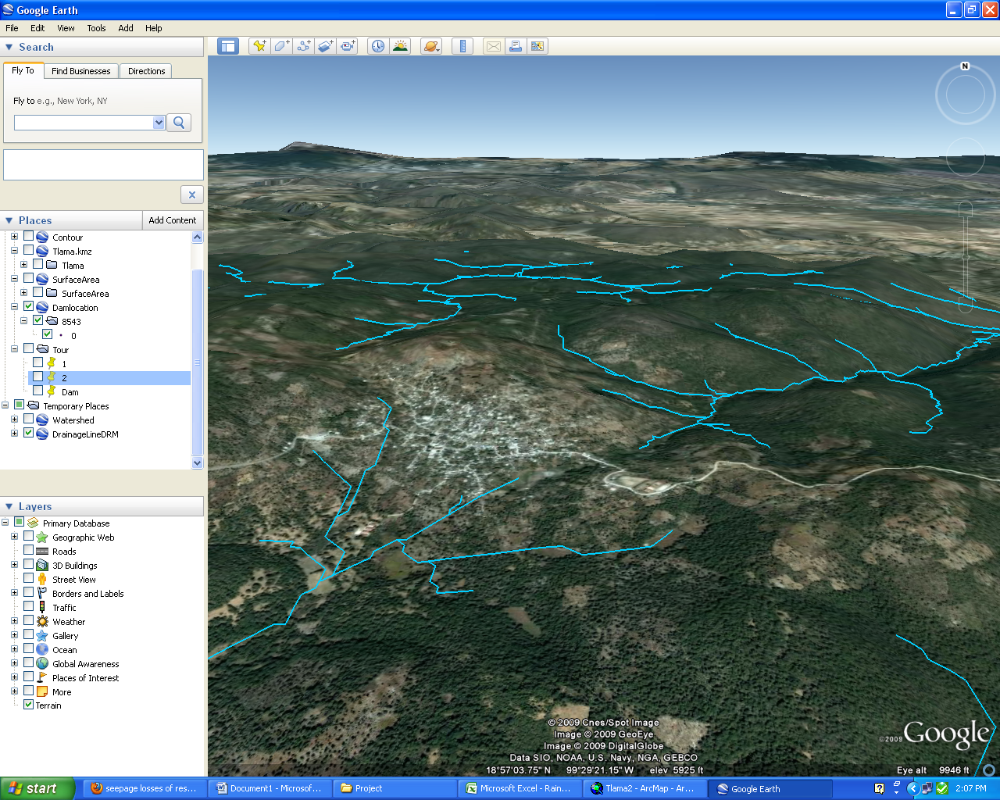 Google Earth
File Edit View Tools Add Help
Search
Fly To Find Businesses Directions
Fly to e.g., New York, NY
Places Add Content
Contour
Tlama.kmz
Tlama
SurfaceArea
SurfaceArea
Damlocation
8543
0
Tour
1
2
Dam
Temporary Places
Watershed
DrainageLineDRM
Layers
Primary Database
Geographic Web
Roads
3D Buildings
Street View
Borders and Labels
Traffic
Weather
Gallery
Ocean
Global Awareness
Places of Interest
More
Terrain
N
© 2009 Cnes/Spot Image
Image © 2009 GeoEye
Image © 2009 DigitalGlobe
Data SIO, NOAA, U.S. Navy, NGA, GEBCO
©2009 Google
18°57'03.75" N 99°29'21.15" W elev 5925 ft Eye alt 9946 ft
start seepage losses of res... Document1 - Microsof... Project Microsoft Excel - Rain... Tlama2 - ArcMap - Ar... Google Earth 2:07 PM